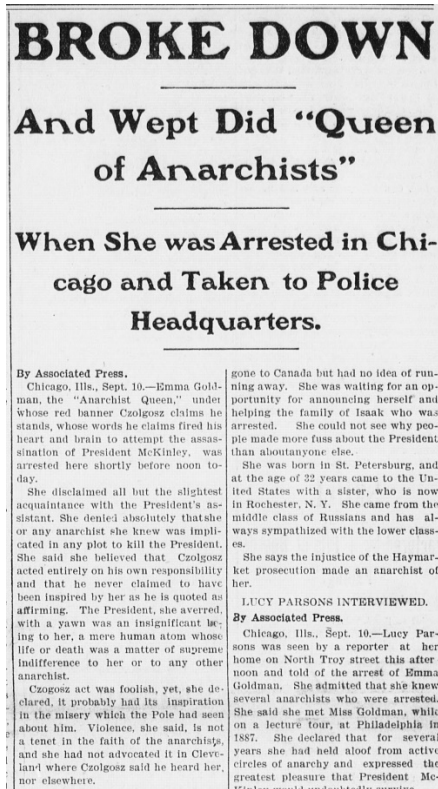 BROKE DOWN
And Wept Did "Queen
of Anarchists"
When She was Arrested in Chi-
cago and Taken to Police
Headquarters.
By Associated Press.
Chicago, Ills., Sept. 10.—Emma Gold-
man, the "Anarchist Queen," under
whose red banner Czolgosz claims he
stands, whose words he claims fired his
heart and brain to attempt the assas-
sination of President McKinley, was
arrested here shortly before noon to-
day.
She disclaimed all but the slightest
acquaintance with the President's as-
sistant. She denied absolutely that she
or any anarchist she knew was impli-
cated in any plot to kill the President.
She said she believed that Czolgosz
acted entirely on his own responsibility
and that he never claimed to have
been inspired by her as he is quoted as
affirming. The President, she averred,
with a yawn was an insignificant be-
ing to her, a mere human atom whose
life or death was a matter of supreme
indifference to her or to any other
anarchist.
Czogosz act was foolish, yet, she de-
clared, it probably had its inspiration
in the misery which the Pole had seen
about him. Violence, she said, is not
a tenet in the faith of the anarchists,
and she had not advocated it in Cleve-
land where Czolgosz said he heard her,
nor elsewhere.
gone to Canada but had no idea of run-
ning away. She was waiting for an op-
portunity for announcing herself and
helping the family of Isaak who was
arrested. She could not see why peo-
ple made more fuss about the President
than aboutanyone else.
She was born in St. Petersburg, and
at the age of 32 years came to the Un-
ited States with a sister, who is now
in Rochester, N. Y. She came from the
middle class of Russians and has al-
ways sympathized with the lower class-
es.
She says the injustice of the Haymar-
ket prosecution made an anarchist of
her.
LUCY PARSONS INTERVIEWED.
By Associated Press.
Chicago, Ills., Sept. 10.—Lucy Par-
sons was seen by a reporter at her
home on North Troy street this after
noon and told of the arrest of Emma
Goldman. She admitted that she knew
several anarchists who were arrested.
She said she met Miss Goldman, while
on a lecture tour, at Philadelphia in
1887. She declared that for several
years she had held aloof from active
circles of anarchy and expressed the
greatest pleasure that President Mc-